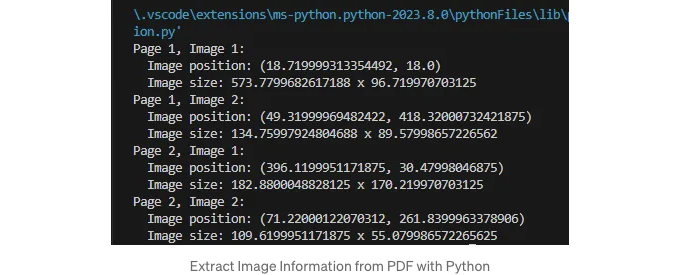 \.vscode\extensions\ms-python.python-2023.8.0\pythonFiles\lib\p
ion.py'
Page 1, Image 1:
  Image position: (18.719999313354492, 18.0)
  Image size: 573.7799682617188 x 96.719970703125
Page 1, Image 2:
  Image position: (49.31999969482422, 418.32000732421875)
  Image size: 134.75997924804688 x 89.57998657226562
Page 2, Image 1:
  Image position: (396.1199951171875, 30.47998046875)
  Image size: 182.8800048828125 x 170.219970703125
Page 2, Image 2:
  Image position: (71.22000122070312, 261.8399963378906)
  Image size: 109.6199951171875 x 55.079986572265625
Extract Image Information from PDF with Python